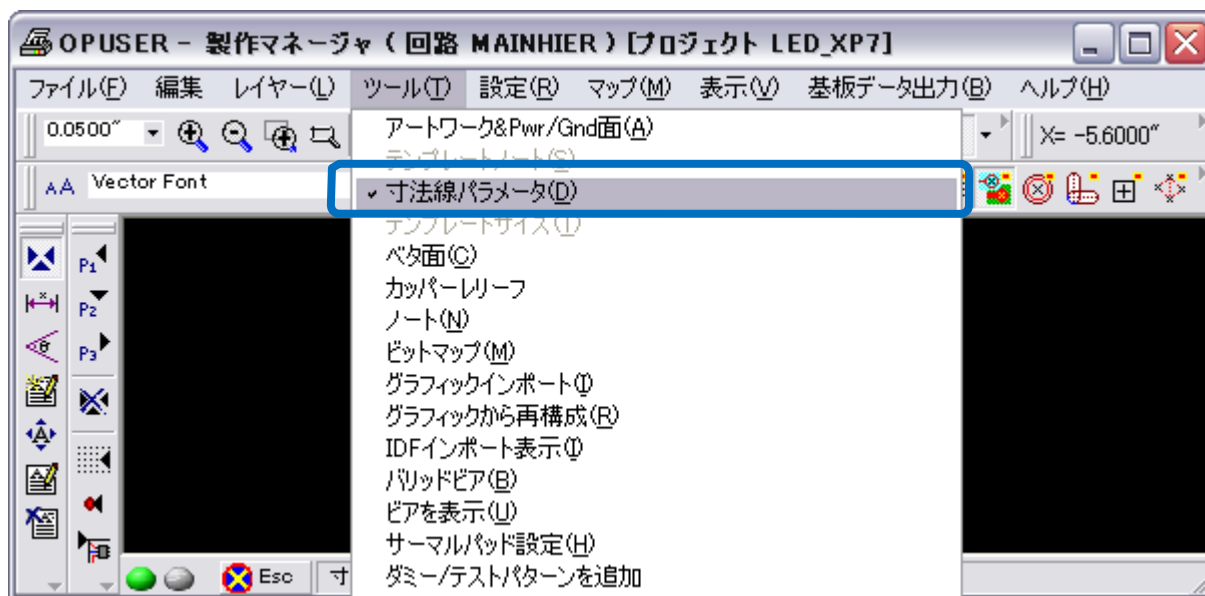 OPUSER - 製作マネージャ ( 回路 MAINHIER ) [プロジェクト LED_XP7]
ファイル(F) 編集 レイヤー(L) ツール(T) 設定(R) マップ(M) 表示(V) 基板データ出力(B) ヘルプ(H)
0.0500" X= -5.6000"
AA Vector Font
アートワーク&Pwr/Gnd面(A)
テンプレートノート(S)
✓ 寸法線パラメータ(D)
テンプレートサイズ(T)
ベタ面(C)
カッパーレリーフ
ノート(N)
ビットマップ(M)
グラフィックインポート(I)
グラフィックから再構成(R)
IDFインポート表示(I)
バリッドビア(B)
ビアを表示(U)
サーマルパッド設定(H)
ダミー/テストパターンを追加
P1
x P2
θ P3
A
Esc 寸